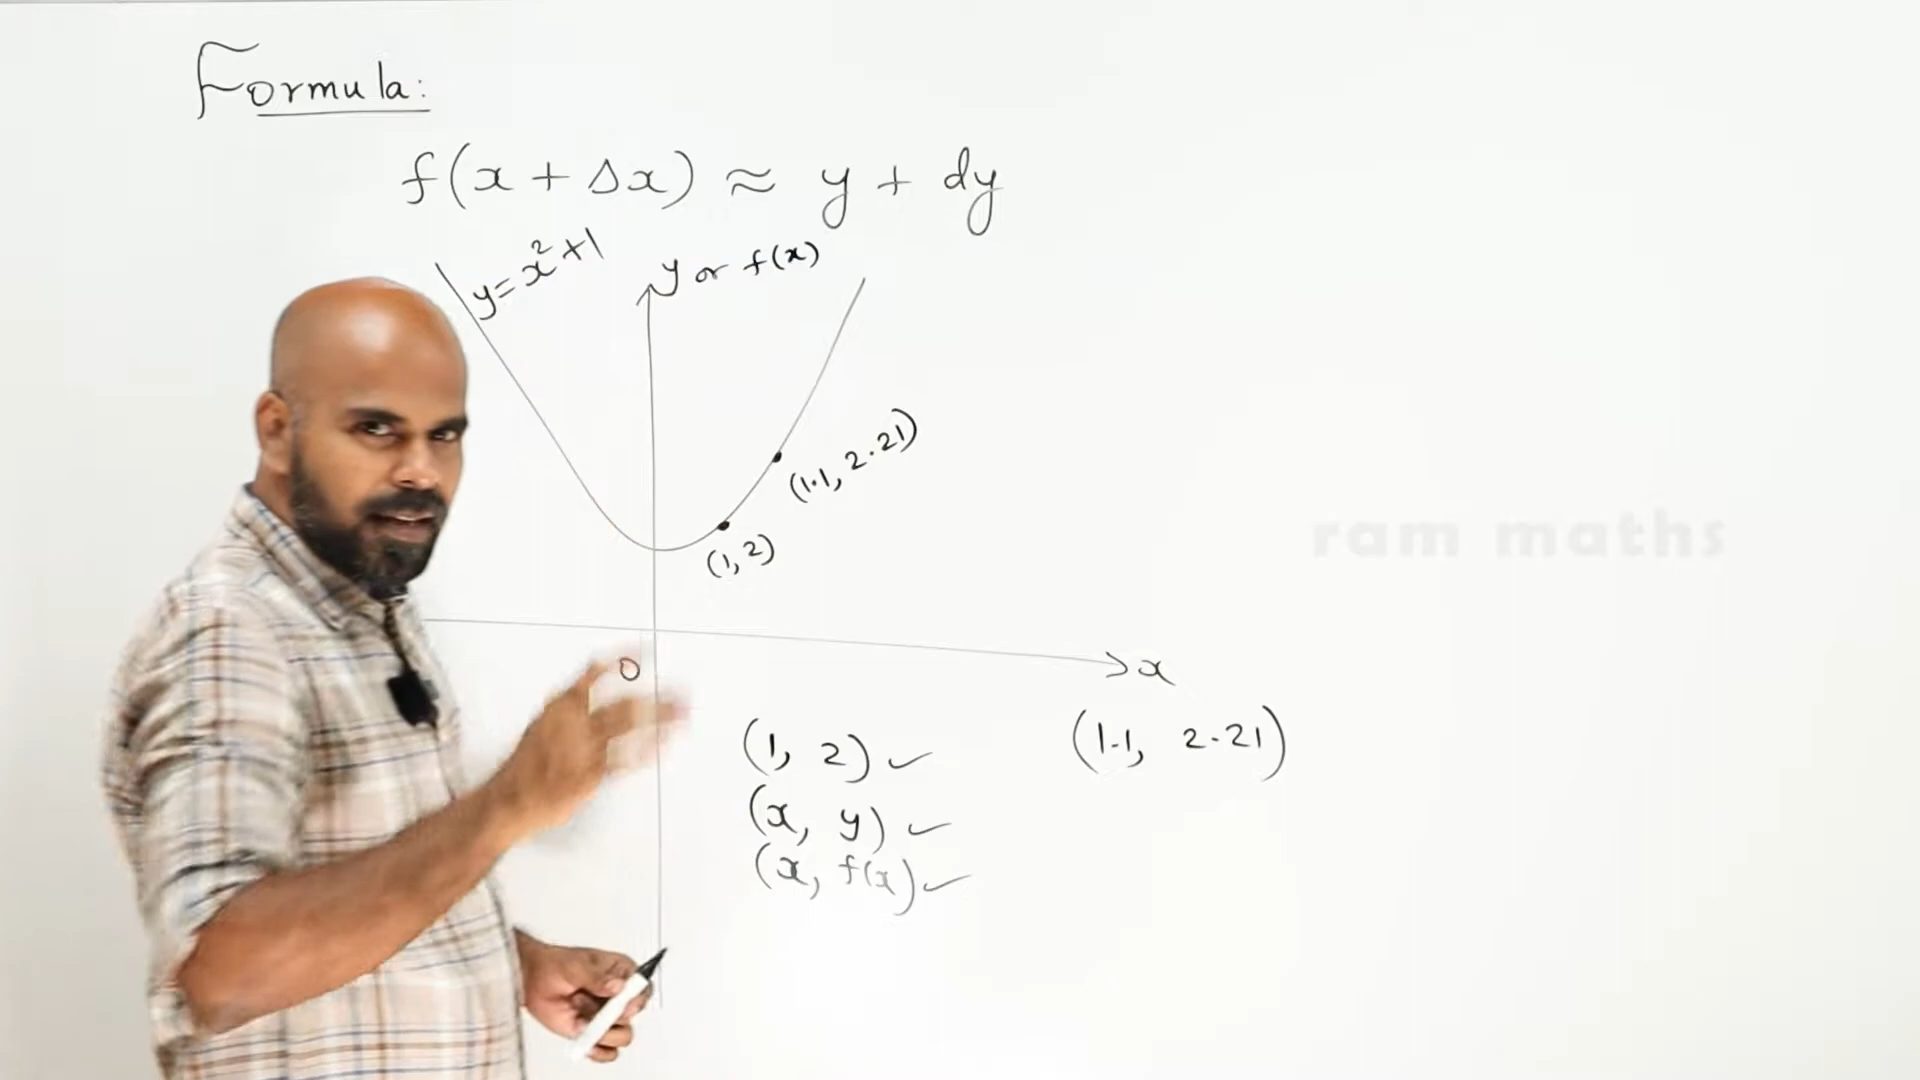 Formula:
f(x + Δx) ≈ y + dy
y = x² + 1
y or f(x)
(1.1, 2.21)
(1, 2)
0
x
(1, 2) ✓
(1.1, 2.21)
(x, y) ✓
(x, f(x)) ✓
ram maths